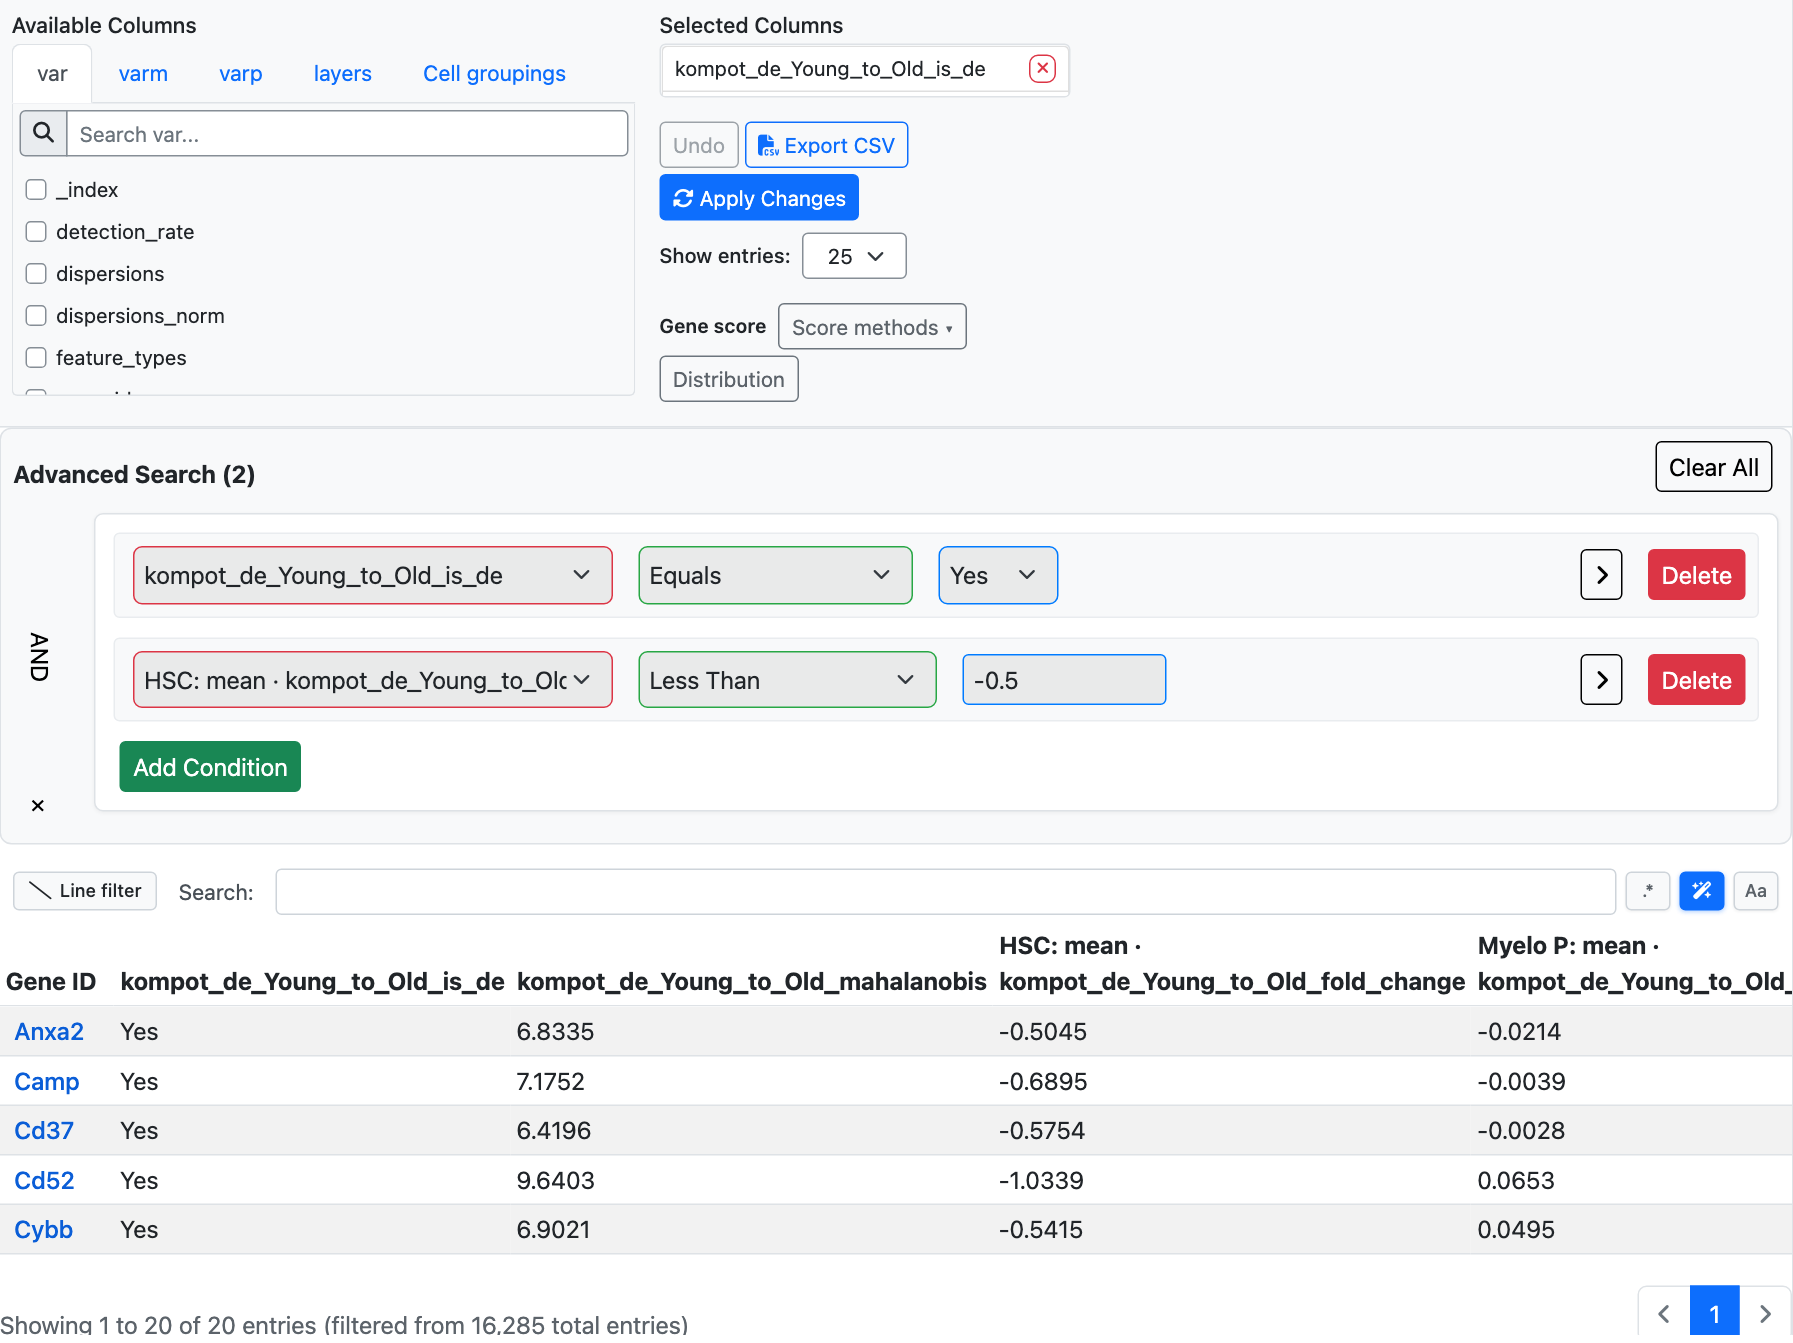 Available Columns
var varm varp layers Cell groupings
Search var...
_index
detection_rate
dispersions
dispersions_norm
feature_types
Selected Columns
kompot_de_Young_to_Old_is_de
Undo Export CSV
Apply Changes
Show entries: 25
Gene score Score methods ▾
Distribution
Advanced Search (2)
Clear All
AND
kompot_de_Young_to_Old_is_de Equals Yes Delete
HSC: mean · kompot_de_Young_to_Olc Less Than -0.5 Delete
Add Condition
Line filter Search: .* Aa
HSC: mean · Myelo P: mean ·
Gene ID kompot_de_Young_to_Old_is_de kompot_de_Young_to_Old_mahalanobis kompot_de_Young_to_Old_fold_change kompot_de_Young_to_Old_
Anxa2 Yes 6.8335 -0.5045 -0.0214
Camp Yes 7.1752 -0.6895 -0.0039
Cd37 Yes 6.4196 -0.5754 -0.0028
Cd52 Yes 9.6403 -1.0339 0.0653
Cybb Yes 6.9021 -0.5415 0.0495
Showing 1 to 20 of 20 entries (filtered from 16,285 total entries)
1